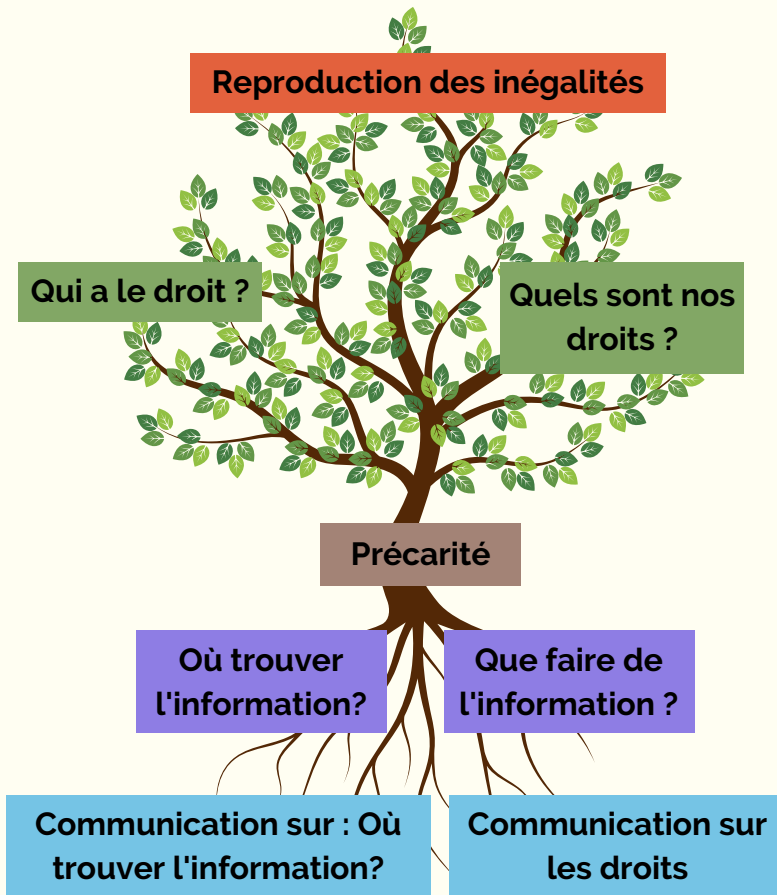 Reproduction des inégalités
Qui a le droit ?
Quels sont nos
droits ?
Précarité
Où trouver
l'information?
Que faire de
l'information ?
Communication sur : Où
trouver l'information?
Communication sur
les droits